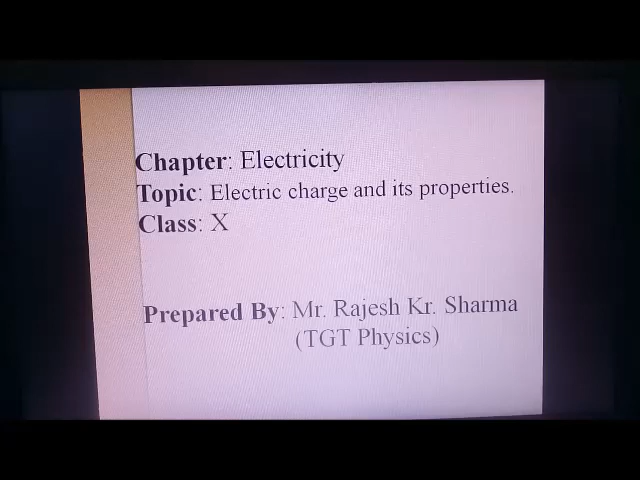 Chapter: Electricity
Topic: Electric charge and its properties.
Class: X
Prepared By: Mr. Rajesh Kr. Sharma
(TGT Physics)